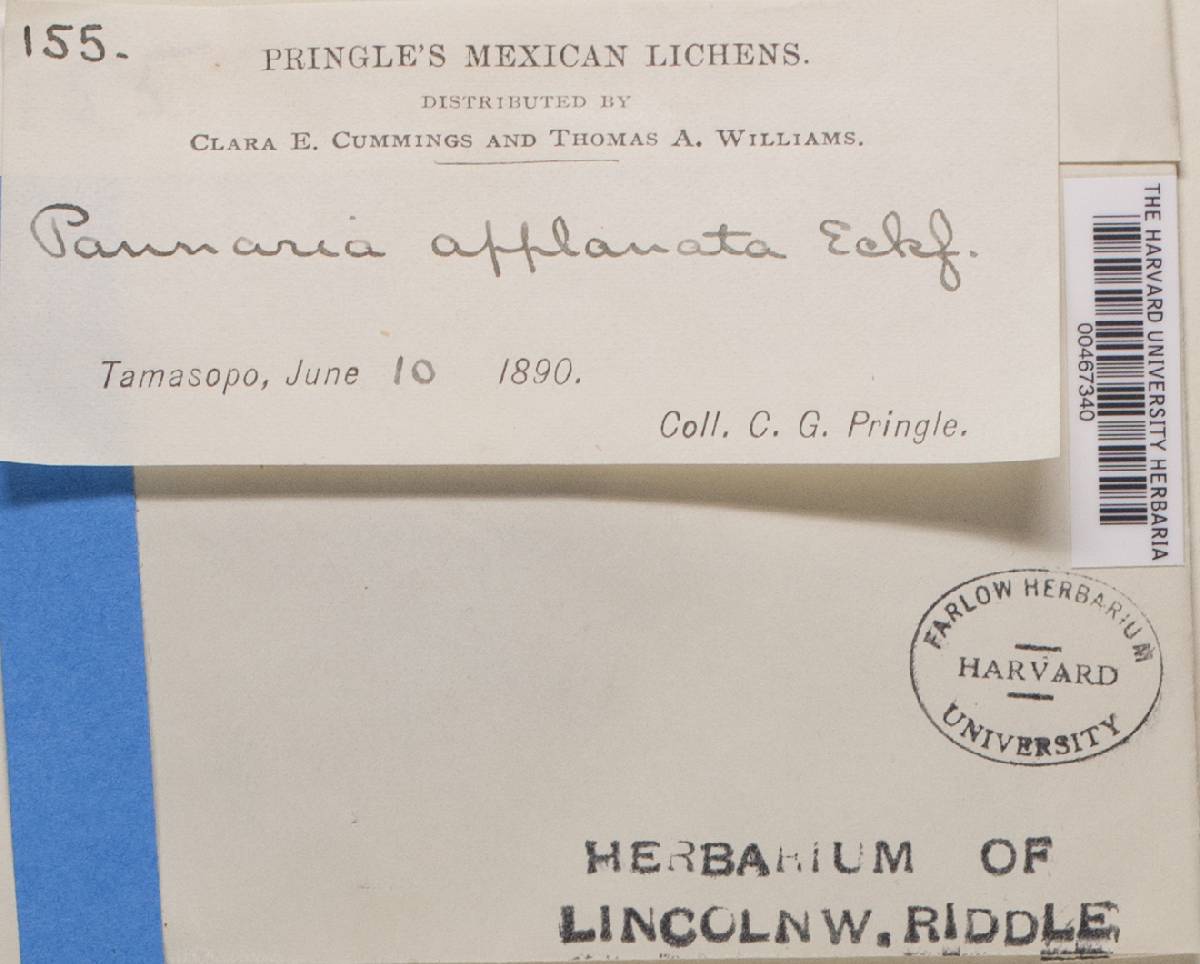 155.
PRINGLE'S MEXICAN LICHENS.
DISTRIBUTED BY
CLARA E. CUMMINGS AND THOMAS A. WILLIAMS.
Pannaria applanata Eckf.
Tamasopo, June 10 1890.
Coll. C. G. Pringle.
THE HARVARD UNIVERSITY HERBARIA
00467340
FARLOW HERBARIUM
HARVARD
UNIVERSITY
HERBARIUM OF
LINCOLN W. RIDDLE